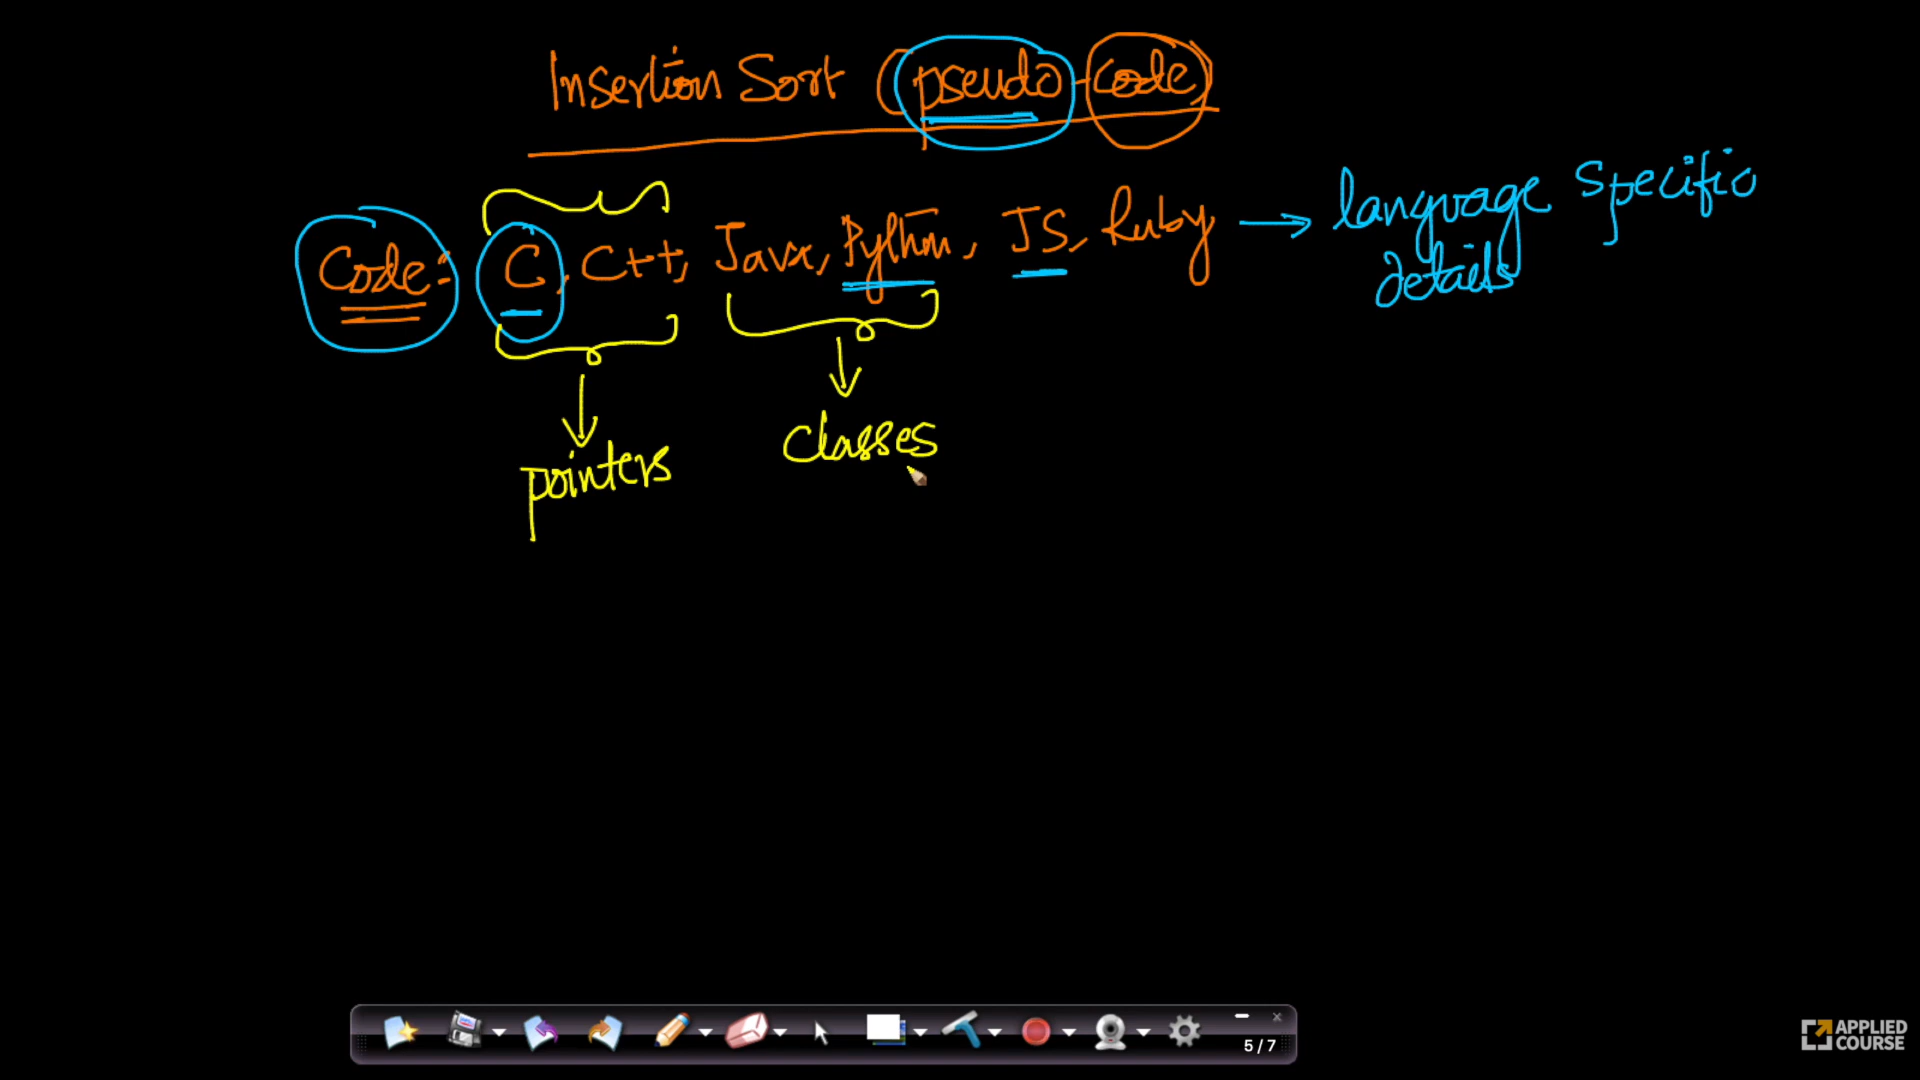 Insertion Sort (pseudo-code)
Code: C, C++, Java, Python, JS, Ruby → language specific
details
pointers
classes
5/7
APPLIED
COURSE